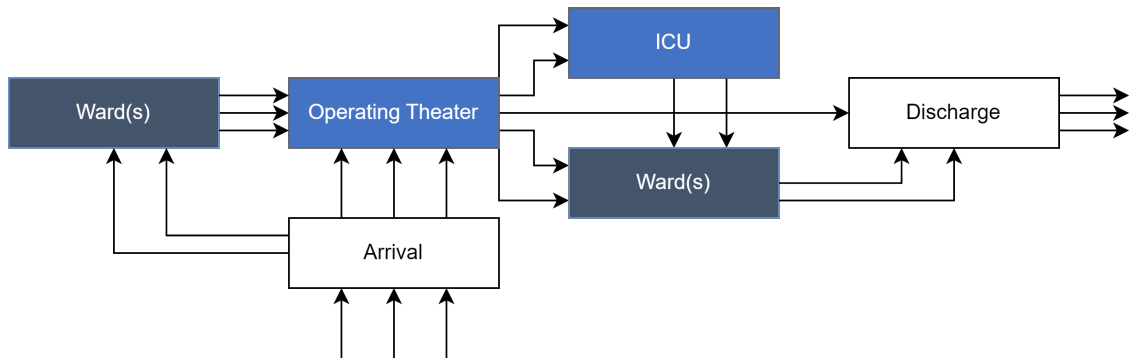 ICU
Ward(s)
Operating Theater
Discharge
Ward(s)
Arrival